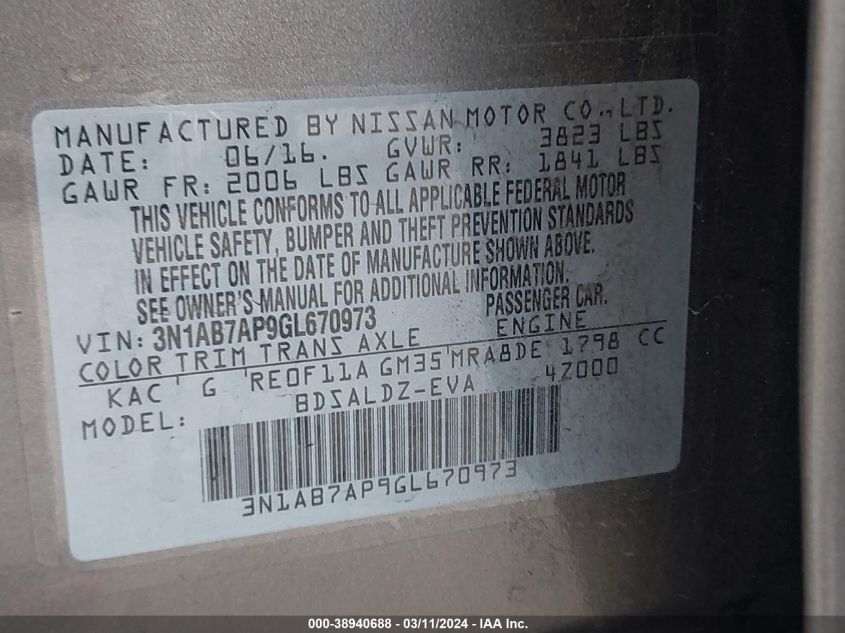 MANUFACTURED BY NISSAN MOTOR CO., LTD.
DATE: 06/16. GVWR: 3823 LBS
GAWR FR: 2006 LBS GAWR RR: 1841 LBS
THIS VEHICLE CONFORMS TO ALL APPLICABLE FEDERAL MOTOR
VEHICLE SAFETY, BUMPER AND THEFT PREVENTION STANDARDS
IN EFFECT ON THE DATE OF MANUFACTURE SHOWN ABOVE.
SEE OWNER'S MANUAL FOR ADDITIONAL INFORMATION.
VIN: 3N1AB7AP9GL670973 PASSENGER CAR.
COLOR TRIM TRANS AXLE ENGINE
KAC G RE0F11A GM35 MRA8DE 1798 CC
MODEL: BDSALDZ-EVA 4Z000
3N1AB7AP9GL670973
000-38940688 - 03/11/2024 - IAA Inc.